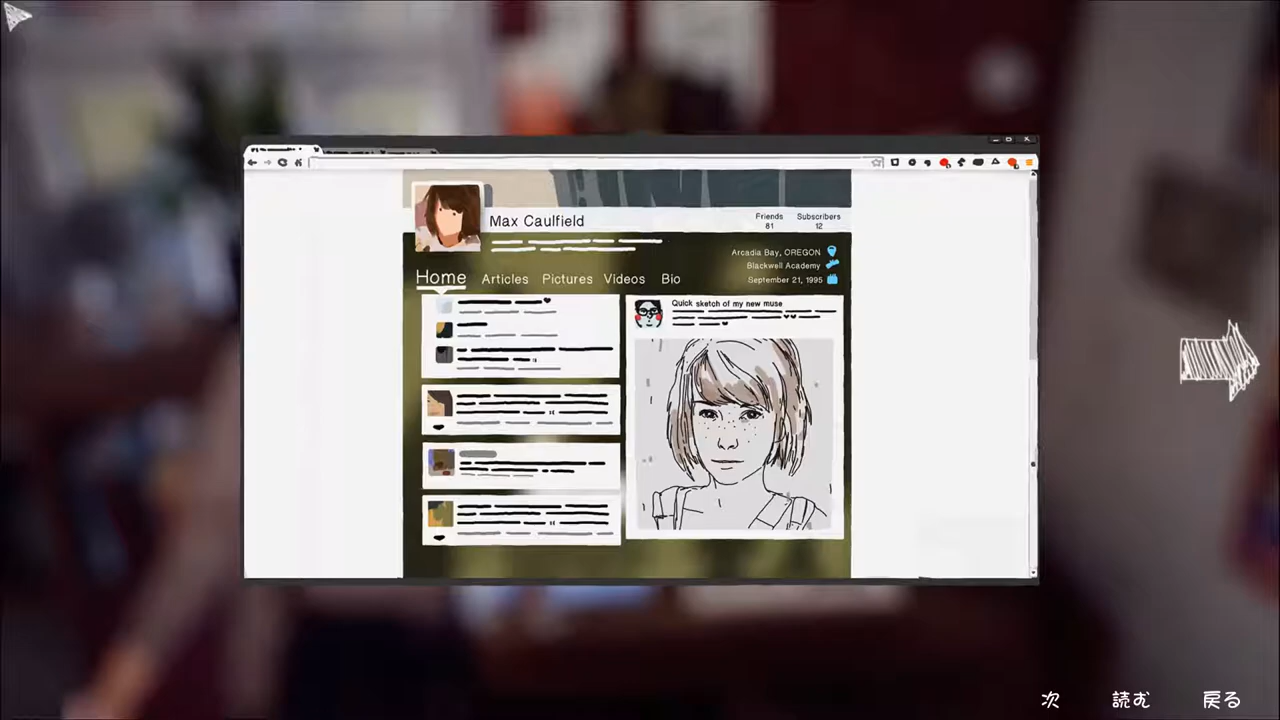 Max Caulfield
Friends
81
Subscribers
12
Arcadia Bay, OREGON
Blackwell Academy
September 21, 1995
Home Articles Pictures Videos Bio
Quick sketch of my new muse
次 読む 戻る